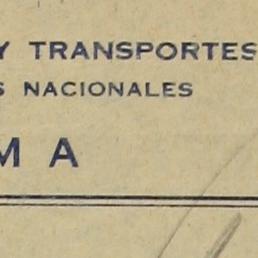 Y TRANSPORTES
S NACIONALES
M A